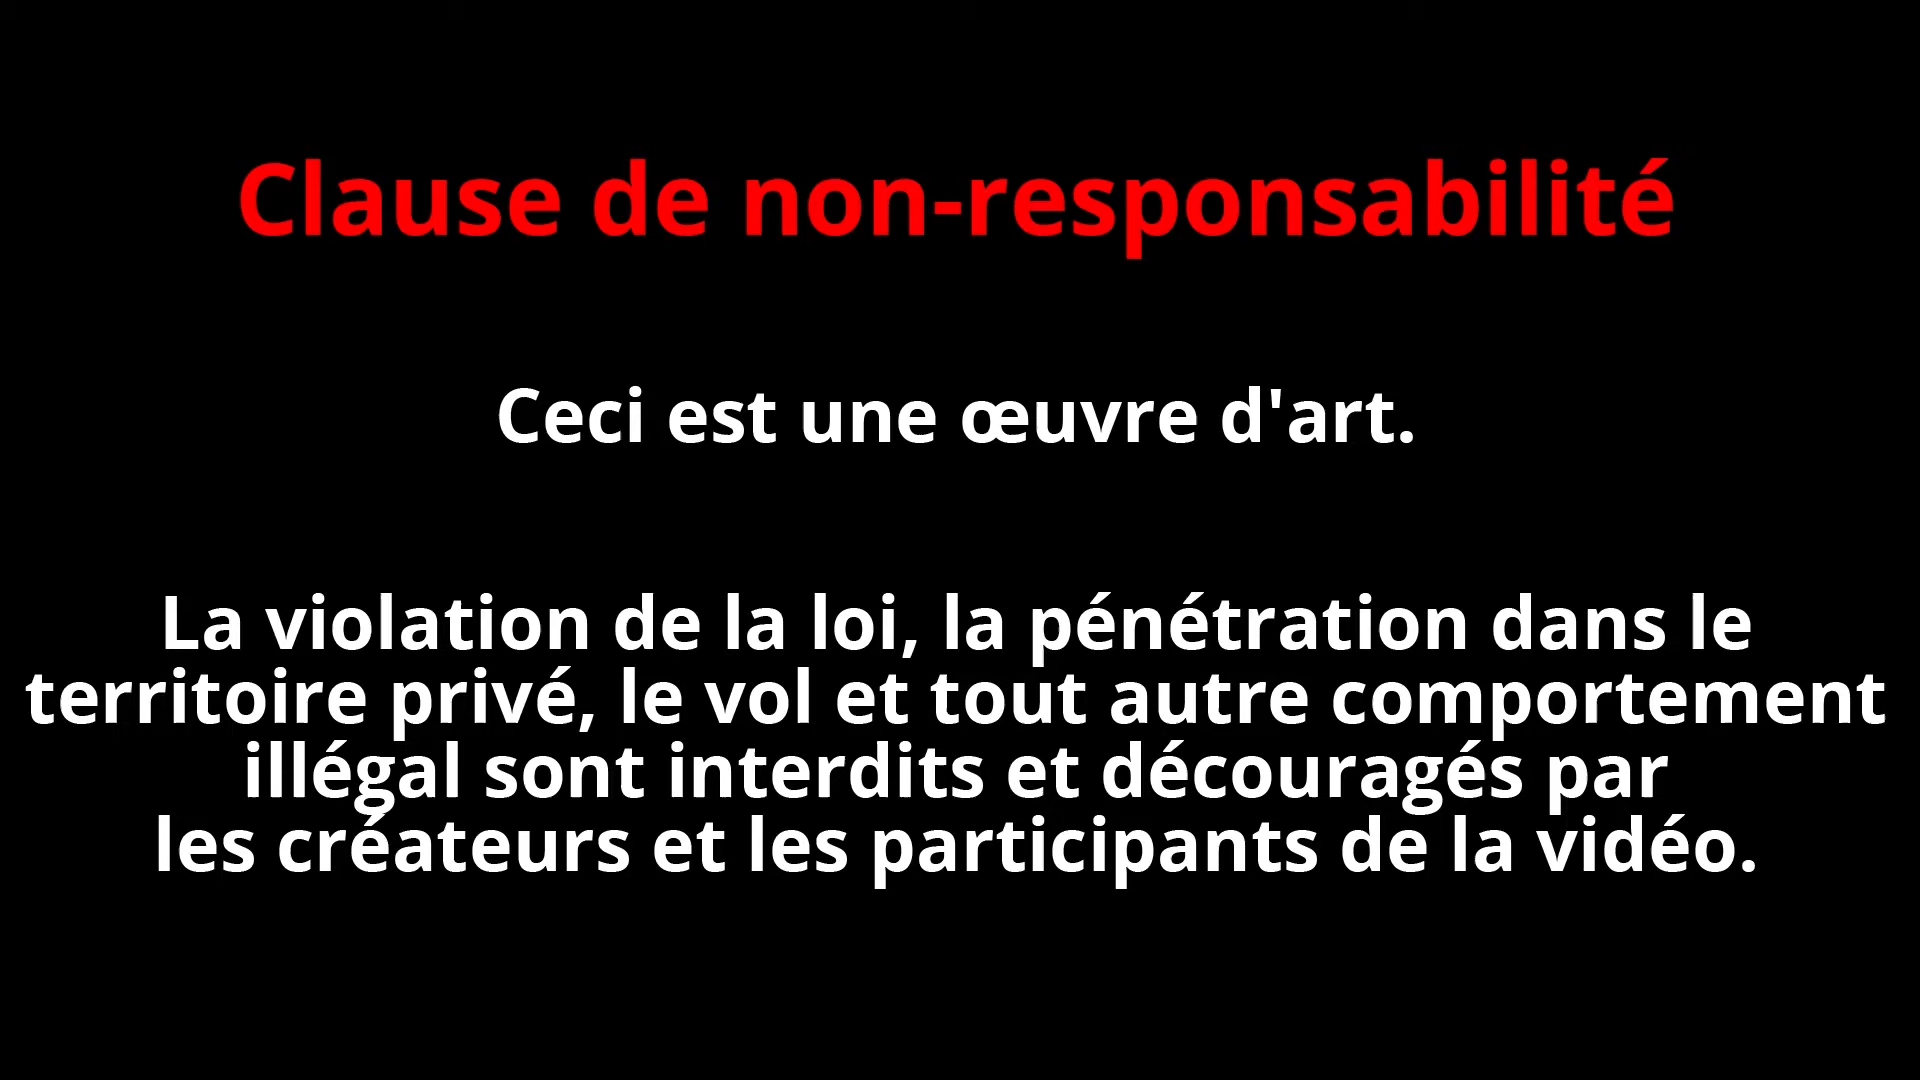 Clause de non-responsabilité
Ceci est une œuvre d'art.
La violation de la loi, la pénétration dans le
territoire privé, le vol et tout autre comportement
illégal sont interdits et découragés par
les créateurs et les participants de la vidéo.